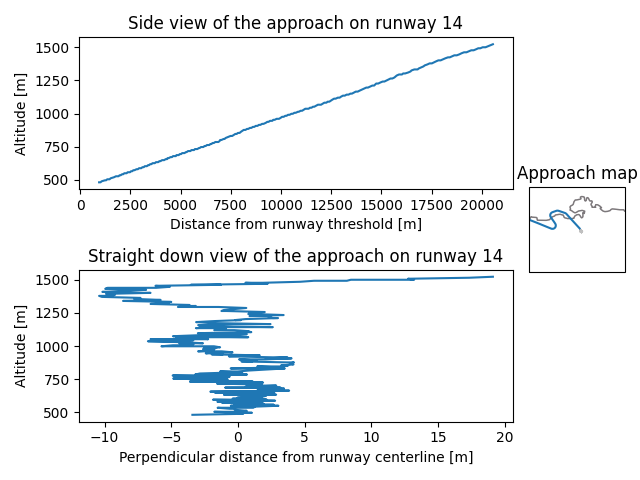 Side view of the approach on runway 14
1500
1250
1000
750
500
Altitude [m]
0 2500 5000 7500 10000 12500 15000 17500 20000
Distance from runway threshold [m]
Approach map
Straight down view of the approach on runway 14
1500
1250
1000
750
500
Altitude [m]
−10 −5 0 5 10 15 20
Perpendicular distance from runway centerline [m]